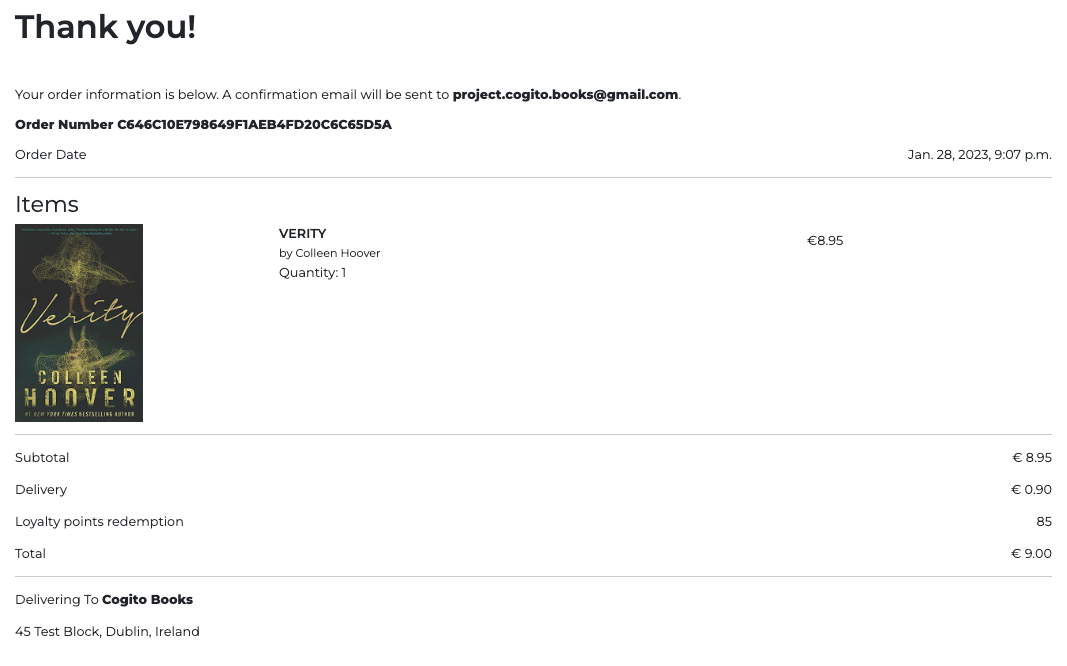 Thank you!
Your order information is below. A confirmation email will be sent to project.cogito.books@gmail.com.
Order Number C646C10E798649F1AEB4FD20C6C65D5A
Order Date Jan. 28, 2023, 9:07 p.m.
Items
VERITY €8.95
by Colleen Hoover
Quantity: 1
Verity
COLLEEN
HOOVER
#1 NEW YORK TIMES BESTSELLING AUTHOR
Subtotal € 8.95
Delivery € 0.90
Loyalty points redemption 85
Total € 9.00
Delivering To Cogito Books
45 Test Block, Dublin, Ireland